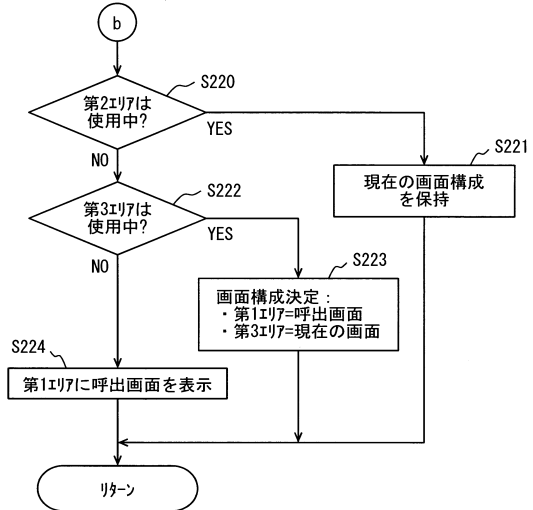 b
S220
第2ｴﾘｱは
使用中?
YES
NO
S221
現在の画面構成
を保持
S222
第3ｴﾘｱは
使用中?
YES
NO
S223
画面構成決定：
・第1ｴﾘｱ=呼出画面
・第3ｴﾘｱ=現在の画面
S224
第1ｴﾘｱに呼出画面を表示
ﾘﾀｰﾝ